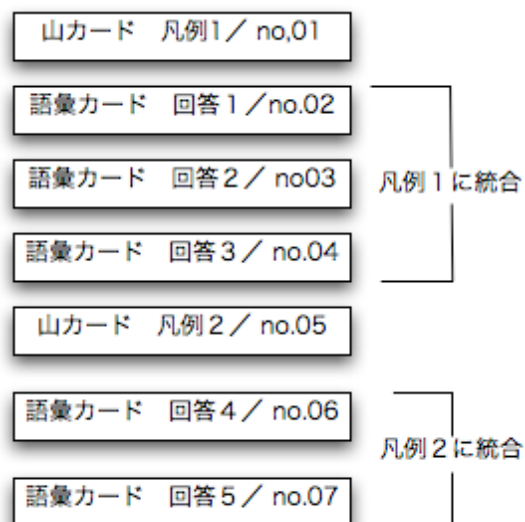 山カード　凡例1／ no,01
語彙カード　回答１／no.02
語彙カード　回答２／ no03
凡例１に統合
語彙カード　回答３／ no.04
山カード　凡例２／ no.05
語彙カード　回答４／ no.06
凡例２に統合
語彙カード　回答５／ no.07